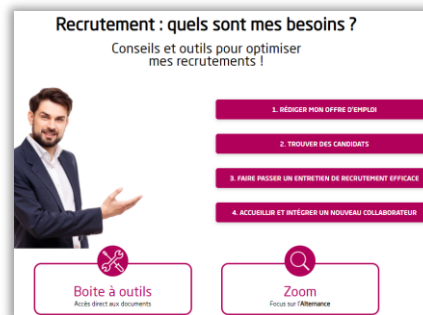 Recrutement : quels sont mes besoins ?
Conseils et outils pour optimiser
mes recrutements !
1. RÉDIGER MON OFFRE D'EMPLOI
2. TROUVER DES CANDIDATS
3. FAIRE PASSER UN ENTRETIEN DE RECRUTEMENT EFFICACE
4. ACCUEILLIR ET INTÉGRER UN NOUVEAU COLLABORATEUR
Boite à outils
Accès direct aux documents
Zoom
Focus sur l'Alternance